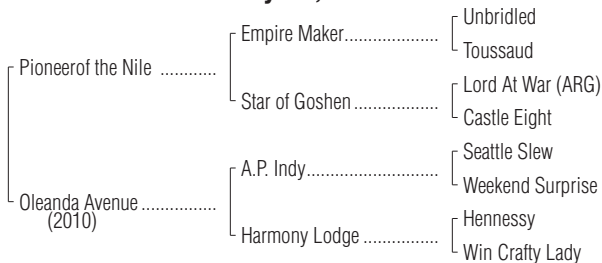 Unbridled
Empire Maker....................
Toussaud
Pioneerof the Nile ............
Lord At War (ARG)
Star of Goshen ..................
Castle Eight
Seattle Slew
A.P. Indy............................
Weekend Surprise
Oleanda Avenue ................
(2010)
Hennessy
Harmony Lodge ................
Win Crafty Lady